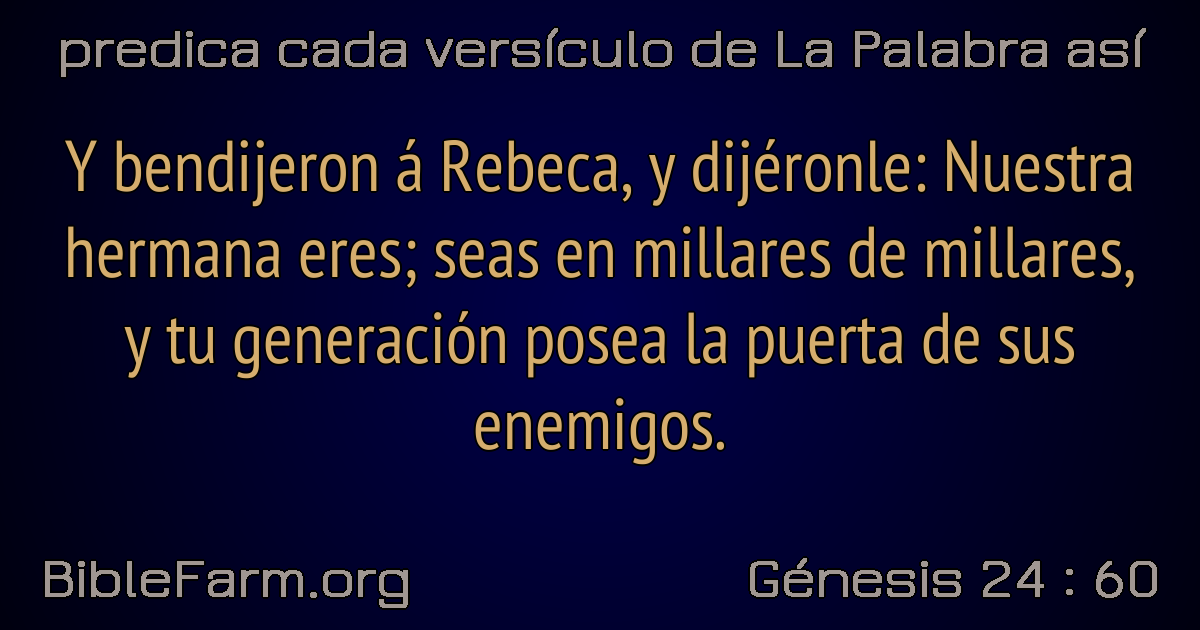 predica cada versículo de La Palabra así
Y bendijeron á Rebeca, y dijéronle: Nuestra
hermana eres; seas en millares de millares,
y tu generación posea la puerta de sus
enemigos.
BibleFarm.org
Génesis 24 : 60